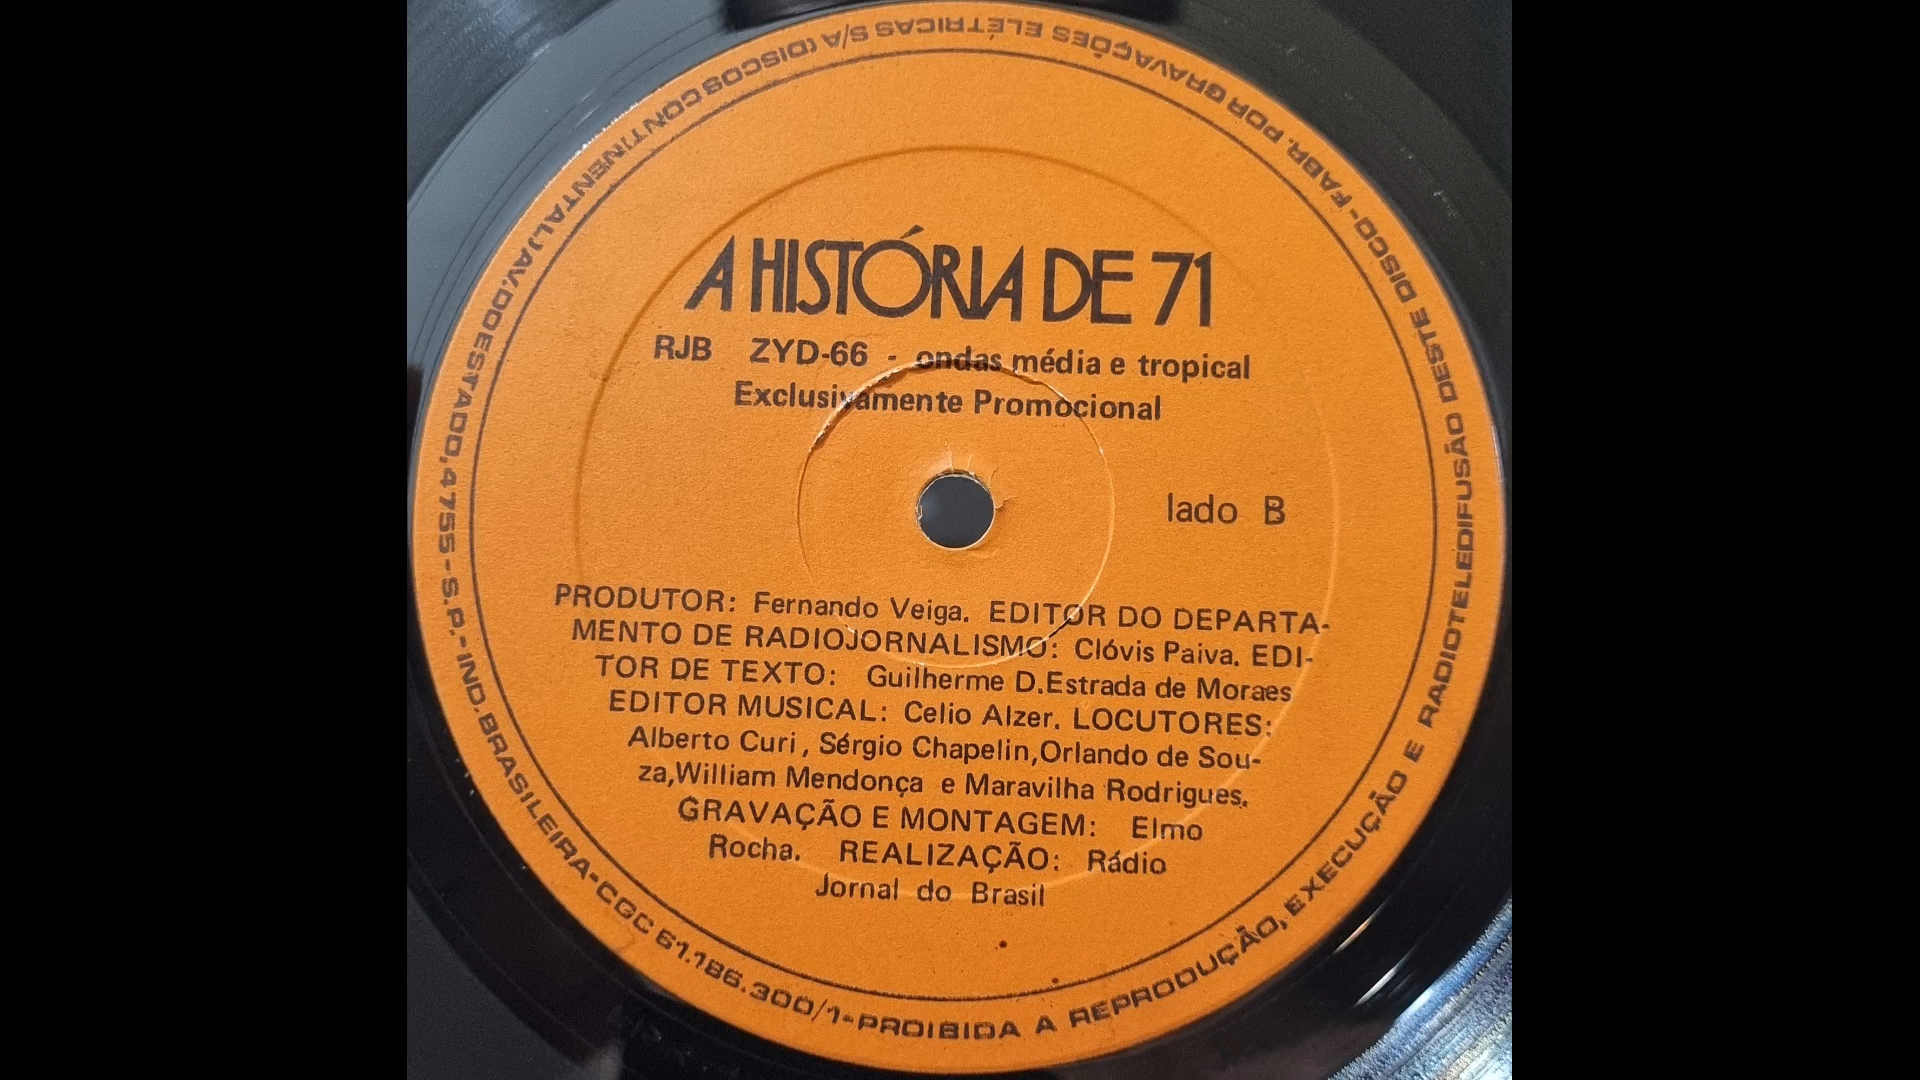 A HISTÓRIA DE 71
RJB ZYD-66 - ondas média e tropical
Exclusivamente Promocional
lado B
PRODUTOR: Fernando Veiga. EDITOR DO DEPARTA-
MENTO DE RADIOJORNALISMO: Clóvis Paiva. EDI-
TOR DE TEXTO: Guilherme D.Estrada de Moraes
EDITOR MUSICAL: Celio Alzer. LOCUTORES:
Alberto Curi, Sérgio Chapelin,Orlando de Sou-
za,William Mendonça e Maravilha Rodrigues.
GRAVAÇÃO E MONTAGEM: Elmo
Rocha. REALIZAÇÃO: Rádio
Jornal do Brasil
PROIBIDA A REPRODUÇÃO, EXECUÇÃO E RADIOTELEDIFUSÃO DESTE DISCO-FABR. POR GRAVAÇÕES ELÉTRICAS S/A (DISCOS CONTINENTAL) AV.DO ESTADO,4755-S.P.-IND.BRASILEIRA-CGC 61.186.300/1-